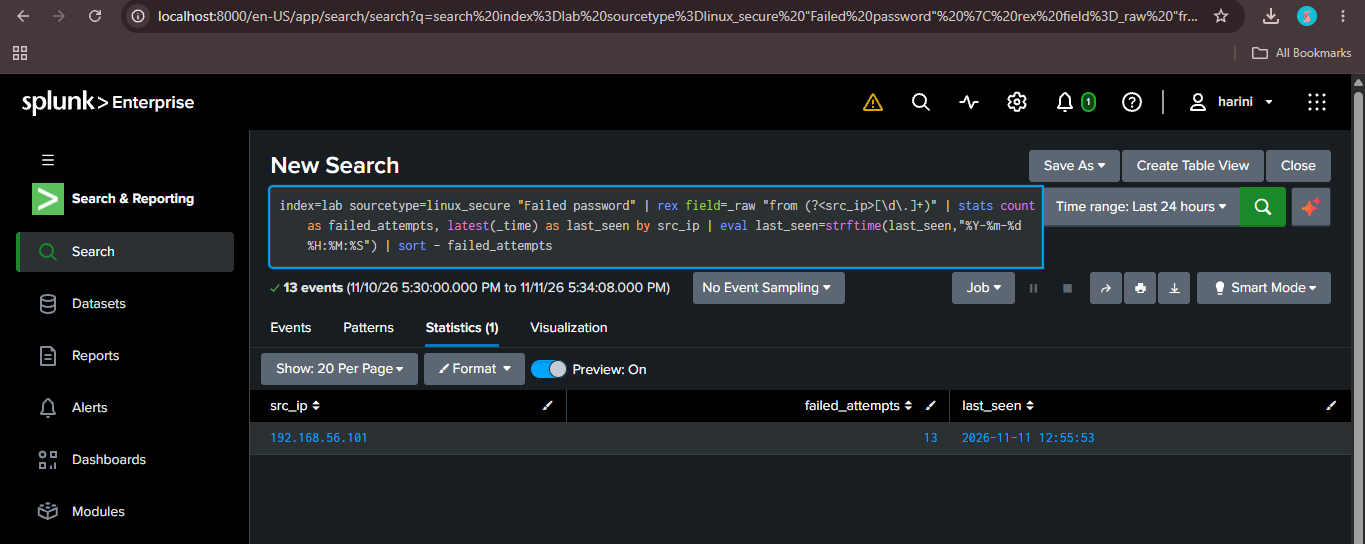 localhost:8000/en-US/app/search/search?q=search%20index%3Dlab%20sourcetype%3Dlinux_secure%20"Failed%20password"%20%7C%20rex%20field%3D_raw%20"fr...
All Bookmarks
splunk>Enterprise
1
harini
Search & Reporting
Search
Datasets
Reports
Alerts
Dashboards
Modules
New Search
Save As
Create Table View
Close
index=lab sourcetype=linux_secure "Failed password" | rex field=_raw "from (?<src_ip>[\d\.]+)" | stats count
as failed_attempts, latest(_time) as last_seen by src_ip | eval last_seen=strftime(last_seen,"%Y-%m-%d
%H:%M:%S") | sort - failed_attempts
Time range: Last 24 hours
13 events (11/10/26 5:30:00.000 PM to 11/11/26 5:34:08.000 PM)
No Event Sampling
Job
Smart Mode
Events
Patterns
Statistics (1)
Visualization
Show: 20 Per Page
Format
Preview: On
src_ip
failed_attempts
last_seen
192.168.56.101
13
2026-11-11 12:55:53